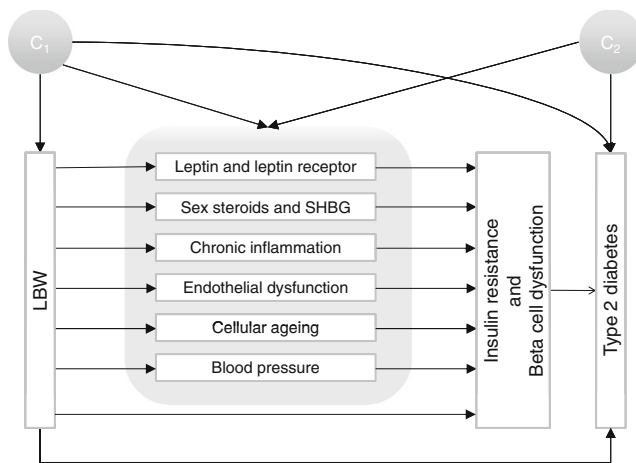 C1
C2
LBW
Leptin and leptin receptor
Sex steroids and SHBG
Chronic inflammation
Endothelial dysfunction
Cellular ageing
Blood pressure
Insulin resistance
and
Beta cell dysfunction
Type 2 diabetes